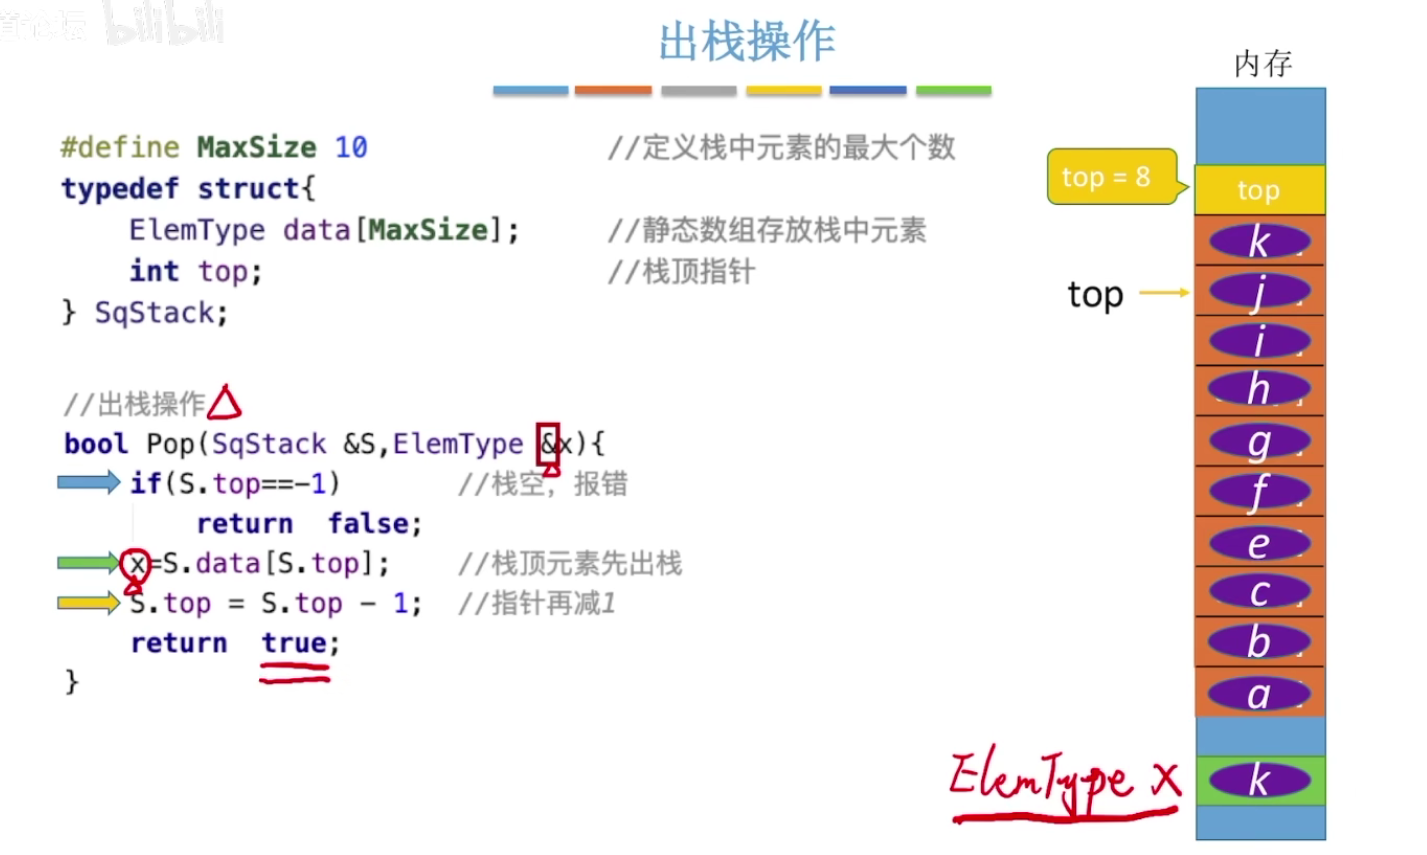 bilibili
出栈操作
内存
#define MaxSize 10 //定义栈中元素的最大个数
typedef struct{
ElemType data[MaxSize]; //静态数组存放栈中元素
int top; //栈顶指针
} SqStack;
//出栈操作
bool Pop(SqStack &S,ElemType &x){
if(S.top==-1) //栈空，报错
return false;
x=S.data[S.top]; //栈顶元素先出栈
S.top = S.top - 1; //指针再减1
return true;
}
top = 8
top
k
top
j
i
h
g
f
e
c
b
a
ElemType x
k